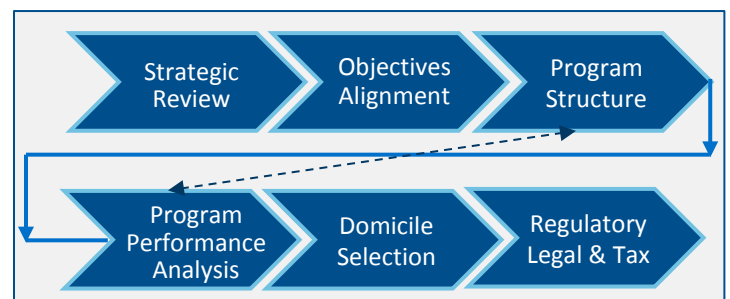 Strategic
Review
Objectives
Alignment
Program
Structure
Program
Performance
Analysis
Domicile
Selection
Regulatory
Legal & Tax